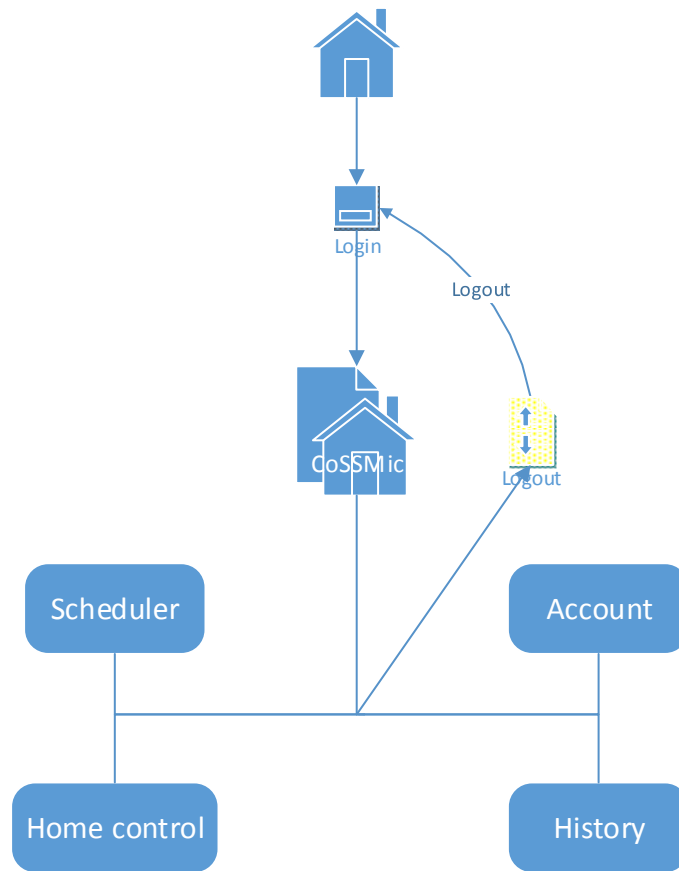 Login
Logout
CoSSMic
Logout
Scheduler
Account
Home control
History